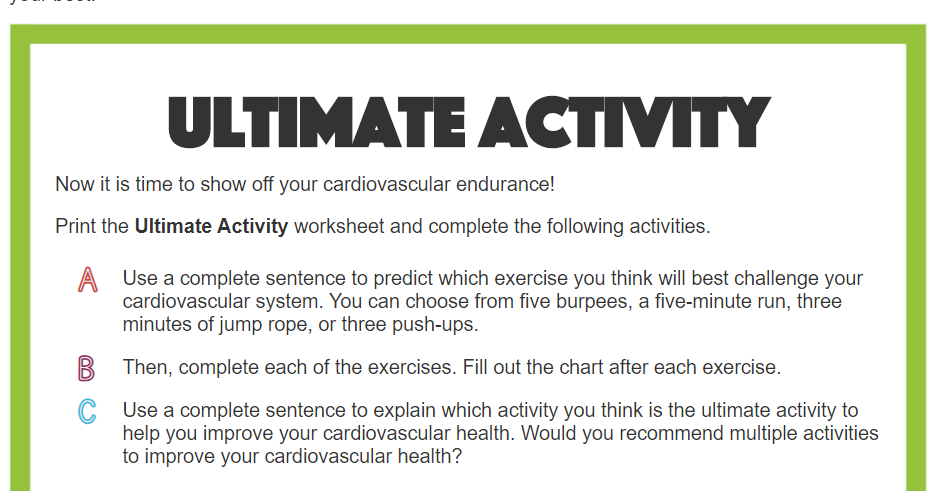 your best.
ULTIMATE ACTIVITY
Now it is time to show off your cardiovascular endurance!
Print the Ultimate Activity worksheet and complete the following activities.
A Use a complete sentence to predict which exercise you think will best challenge your
cardiovascular system. You can choose from five burpees, a five-minute run, three
minutes of jump rope, or three push-ups.
B Then, complete each of the exercises. Fill out the chart after each exercise.
C Use a complete sentence to explain which activity you think is the ultimate activity to
help you improve your cardiovascular health. Would you recommend multiple activities
to improve your cardiovascular health?